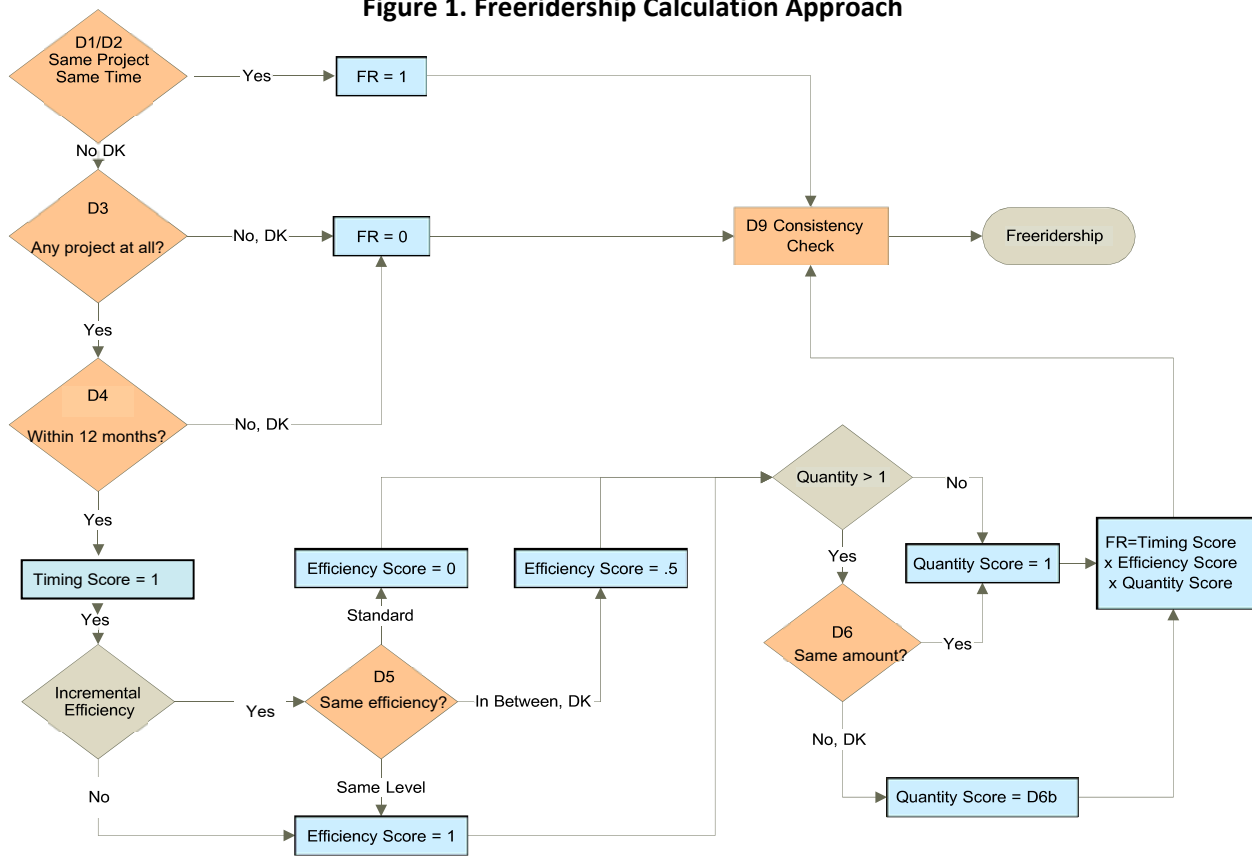 Figure 1. Freeridership Calculation Approach
D1/D2
Same Project
Same Time
Yes
FR = 1
No DK
D3
Any project at all?
No, DK
FR = 0
D9 Consistency
Check
Freeridership
Yes
D4
Within 12 months?
No, DK
Yes
Timing Score = 1
Yes
Incremental
Efficiency
Yes
No
Efficiency Score = 0
Standard
D5
Same efficiency?
In Between, DK
Efficiency Score = .5
Same Level
Efficiency Score = 1
Quantity > 1
No
Yes
Quantity Score = 1
D6
Same amount?
Yes
No, DK
Quantity Score = D6b
FR=Timing Score
x Efficiency Score
x Quantity Score